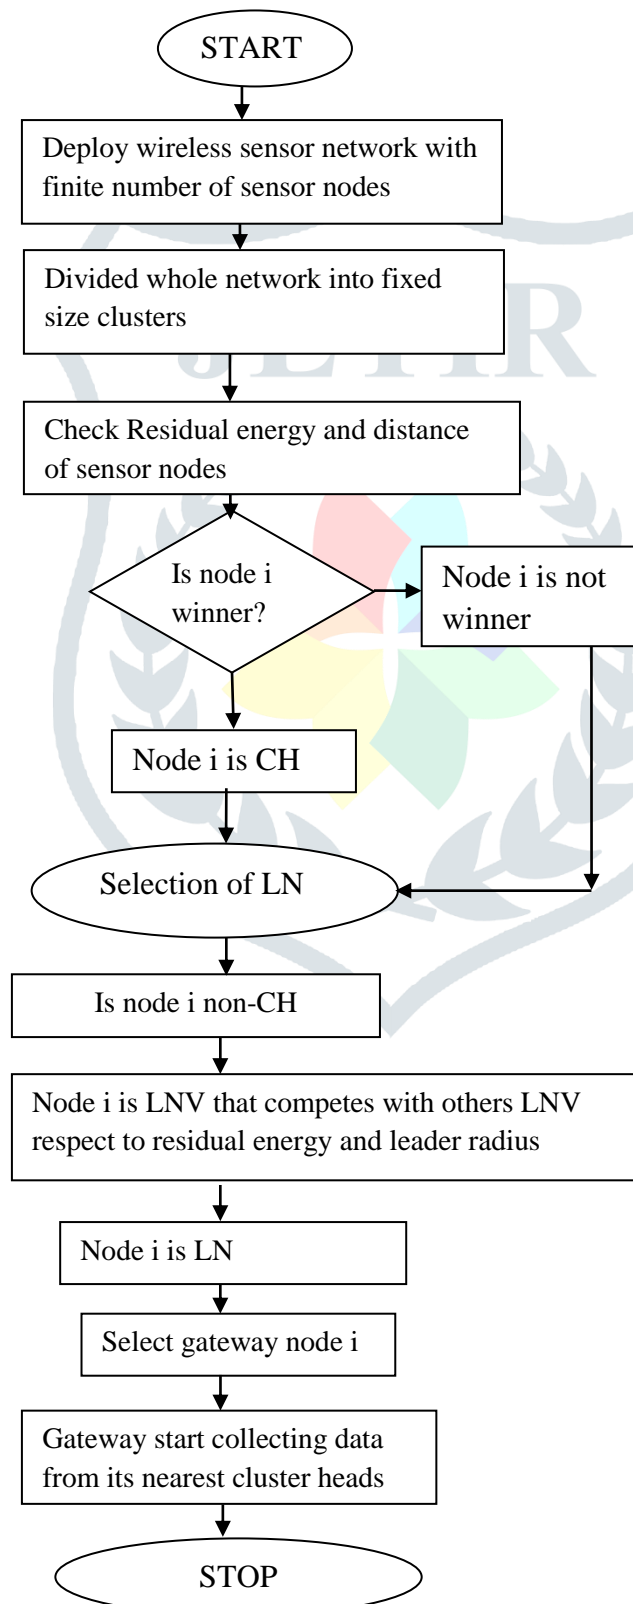 START
Deploy wireless sensor network with
finite number of sensor nodes
Divided whole network into fixed
size clusters
JETIR
Check Residual energy and distance
of sensor nodes
Is node i
winner?
Node i is not
winner
Node i is CH
Selection of LN
Is node i non-CH
Node i is LNV that competes with others LNV
respect to residual energy and leader radius
Node i is LN
Select gateway node i
Gateway start collecting data
from its nearest cluster heads
STOP